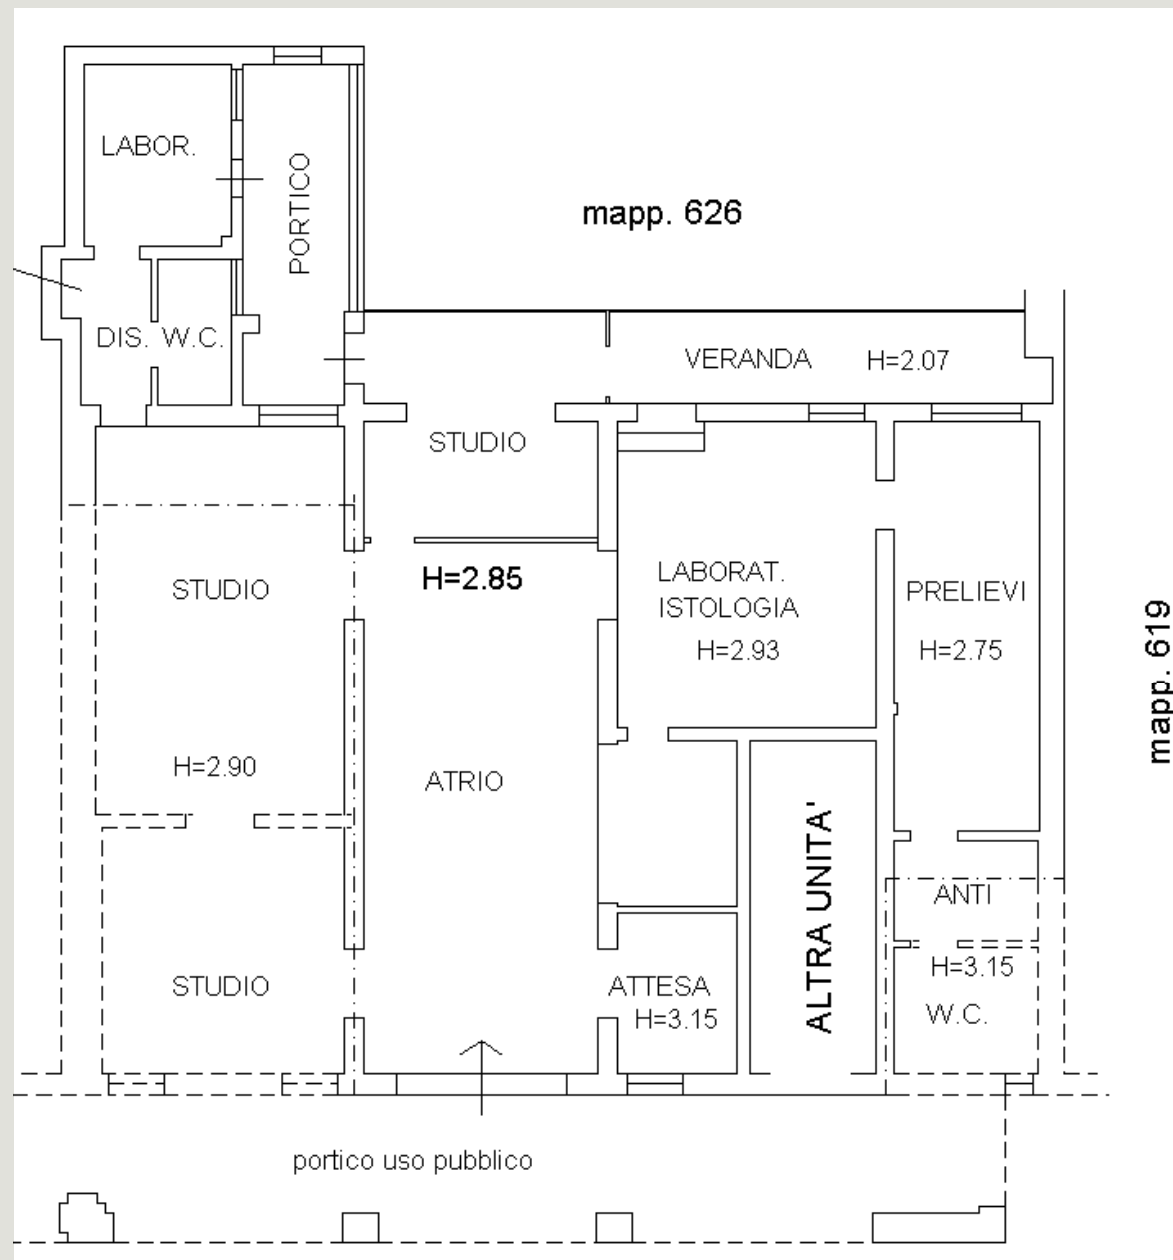 LABOR.
PORTICO
mapp. 626
DIS.
W.C.
VERANDA
H=2.07
STUDIO
STUDIO
H=2.85
LABORAT.
ISTOLOGIA
H=2.93
PRELIEVI
H=2.75
mapp. 619
H=2.90
ATRIO
ALTRA UNITA'
ANTI
H=3.15
W.C.
STUDIO
ATTESA
H=3.15
portico uso pubblico